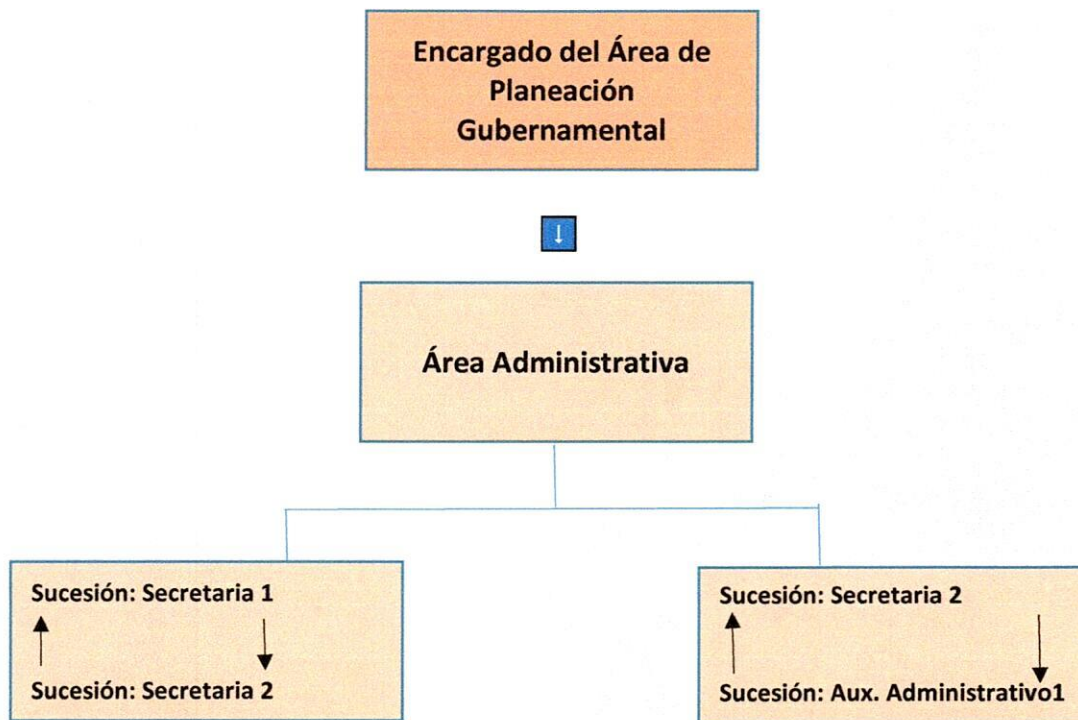 Encargado del Área de
Planeación
Gubernamental
↓
Área Administrativa
Sucesión: Secretaria 1
Sucesión: Secretaria 2
Sucesión: Secretaria 2
Sucesión: Aux. Administrativo1